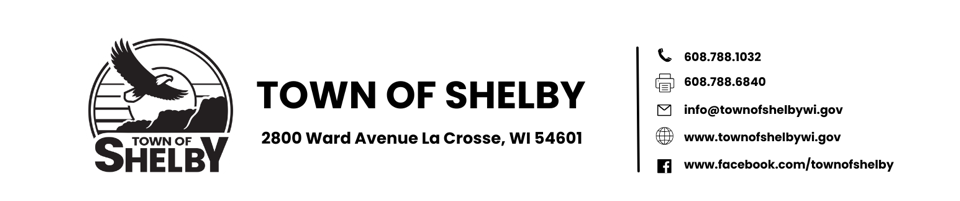 TOWN OF
SHELBY
TOWN OF SHELBY
2800 Ward Avenue La Crosse, WI 54601
608.788.1032
608.788.6840
info@townofshelbywi.gov
www.townofshelbywi.gov
www.facebook.com/townofshelby